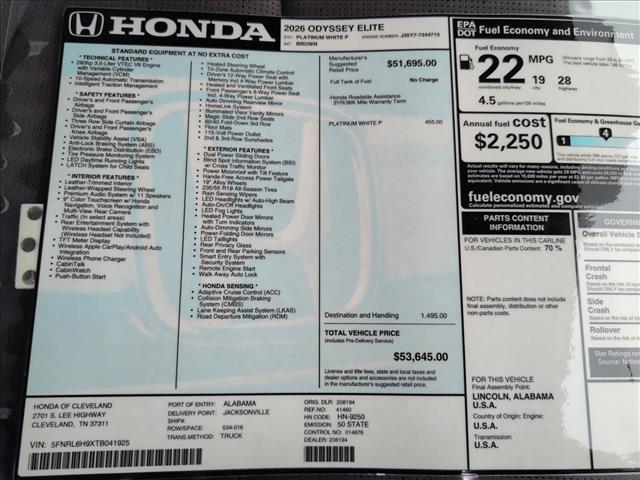 HONDA
2026 ODYSSEY ELITE
EXT: PLATINUM WHITE P
ENGINE NUMBER: J35Y7-7344715
INT: BROWN
STANDARD EQUIPMENT AT NO EXTRA COST
* TECHNICAL FEATURES *
• 280hp 3.5-Liter VTEC V6 Engine
with Variable Cylinder
Management (VCM)
• 10-Speed Automatic Transmission
• Intelligent Traction Management
* SAFETY FEATURES *
• Driver's and Front Passenger's
Airbags
• Driver's and Front Passenger's
Side Airbags
• Three Row Side Curtain Airbags
• Driver's and Front Passenger's
Knee Airbags
• Vehicle Stability Assist (VSA)
• Anti-Lock Braking System (ABS)
• Electronic Brake Distribution (EBD)
• Tire Pressure Monitoring System
• LED Daytime Running Lights
• LATCH System for Child Seats
* INTERIOR FEATURES *
• Leather-Trimmed Interior
• Leather-Wrapped Steering Wheel
• Premium Audio System w/ 11 Speakers
• 9" Color Touchscreen w/ Honda
Navigation, Voice Recognition and
Multi-View Rear Camera
• Traffic (in select areas)
• Rear Entertainment System with
Wireless Headset Capability
(Wireless Headset Not Included)
• TFT Meter Display
• Wireless Apple CarPlay/Android Auto
Integration
• Wireless Phone Charger
• CabinTalk
• CabinWatch
• Push-Button Start
• Heated Steering Wheel
• Tri-Zone Automatic Climate Control
• Driver's 12-Way Power Seat with
Memory incl 4-Way Power Lumbar
• Heated and Ventilated Front Seats
• Front Passenger's 8-Way Power Seat
incl. 4-Way Power Lumbar
• Auto Dimming Rearview Mirror
• HomeLink System
• Illuminated Visor Vanity Mirrors
• Magic Slide 2nd Row Seats
• 60/40 Fold-Down 3rd Row
• Floor Mats
• 115-Volt Power Outlet
• 2nd & 3rd-Row Sunshades
* EXTERIOR FEATURES *
• Dual Power Sliding Doors
• Blind Spot Information System (BSI)
w/ Cross Traffic Monitor
• Power Moonroof with Tilt Feature
• Hands-Free Access Power Tailgate
• 19" Alloy Wheels
• 235/55 R19 All-Season Tires
• Rain Sensing Wipers
• LED Headlights w/ Auto-High Beam
• Auto-On/Off Headlights
• LED Fog Lights
• Heated Power Door Mirrors
with Turn Indicators
• Auto-Dimming Side Mirrors
• Power-Folding Door Mirrors
• LED Taillights
• Rear Privacy Glass
• Front and Rear Parking Sensors
• Smart Entry System with
Security System
• Remote Engine Start
• Walk Away Auto Lock
* HONDA SENSING *
• Adaptive Cruise Control (ACC)
• Collision Mitigation Braking
System (CMBS)
• Lane Keeping Assist System (LKAS)
• Road Departure Mitigation (RDM)
Manufacturer's
Suggested
Retail Price
$51,695.00
Full Tank of Fuel
No Charge
-Honda Roadside Assistance
3YR/36K Mile Warranty Term
PLATINUM WHITE P
455.00
Destination and Handling
1,495.00
TOTAL VEHICLE PRICE
(includes Pre-Delivery Service)
$53,645.00
License and title fees, state and local taxes and
dealer options and accessories are not included
in the manufacturer's suggested retail price.
HONDA OF CLEVELAND
2701 S. LEE HIGHWAY
CLEVELAND, TN 37311
VIN: 5FNRL6H9XTB041925
PORT OF ENTRY: ALABAMA
DELIVERY POINT: JACKSONVILLE
SHIP#:
ROW/SPACE: 534-016
TRANS.METHOD: TRUCK
ORIG. DLR: 208194
REF NO: 41460
CODE: HN-9250
EMISSION: 50 STATE
CONTROL NO: 014976
DEALER: 208194
EPA
DOT
Fuel Economy and Environment
Fuel Economy
22 MPG
19
28
combined city/hwy
city
highway
4.5 gallons per 100 miles
Annual fuel cost
$2,250
Fuel Economy & Greenhouse
1
4
Actual results will vary for many reasons, including
fueleconomy.gov
PARTS CONTENT
INFORMATION
FOR VEHICLES IN THIS CARLINE
U.S./Canadian Parts Content: 70 %
NOTE: Parts content does not include
final assembly, distribution or other
non-parts costs.
FOR THIS VEHICLE
Final Assembly Point:
LINCOLN, ALABAMA
U.S.A.
Country of Origin: Engine:
U.S.A.
Transmission:
U.S.A.
Overall Vehicle
Frontal
Crash
Side
Crash
Rollover
Star Ratings